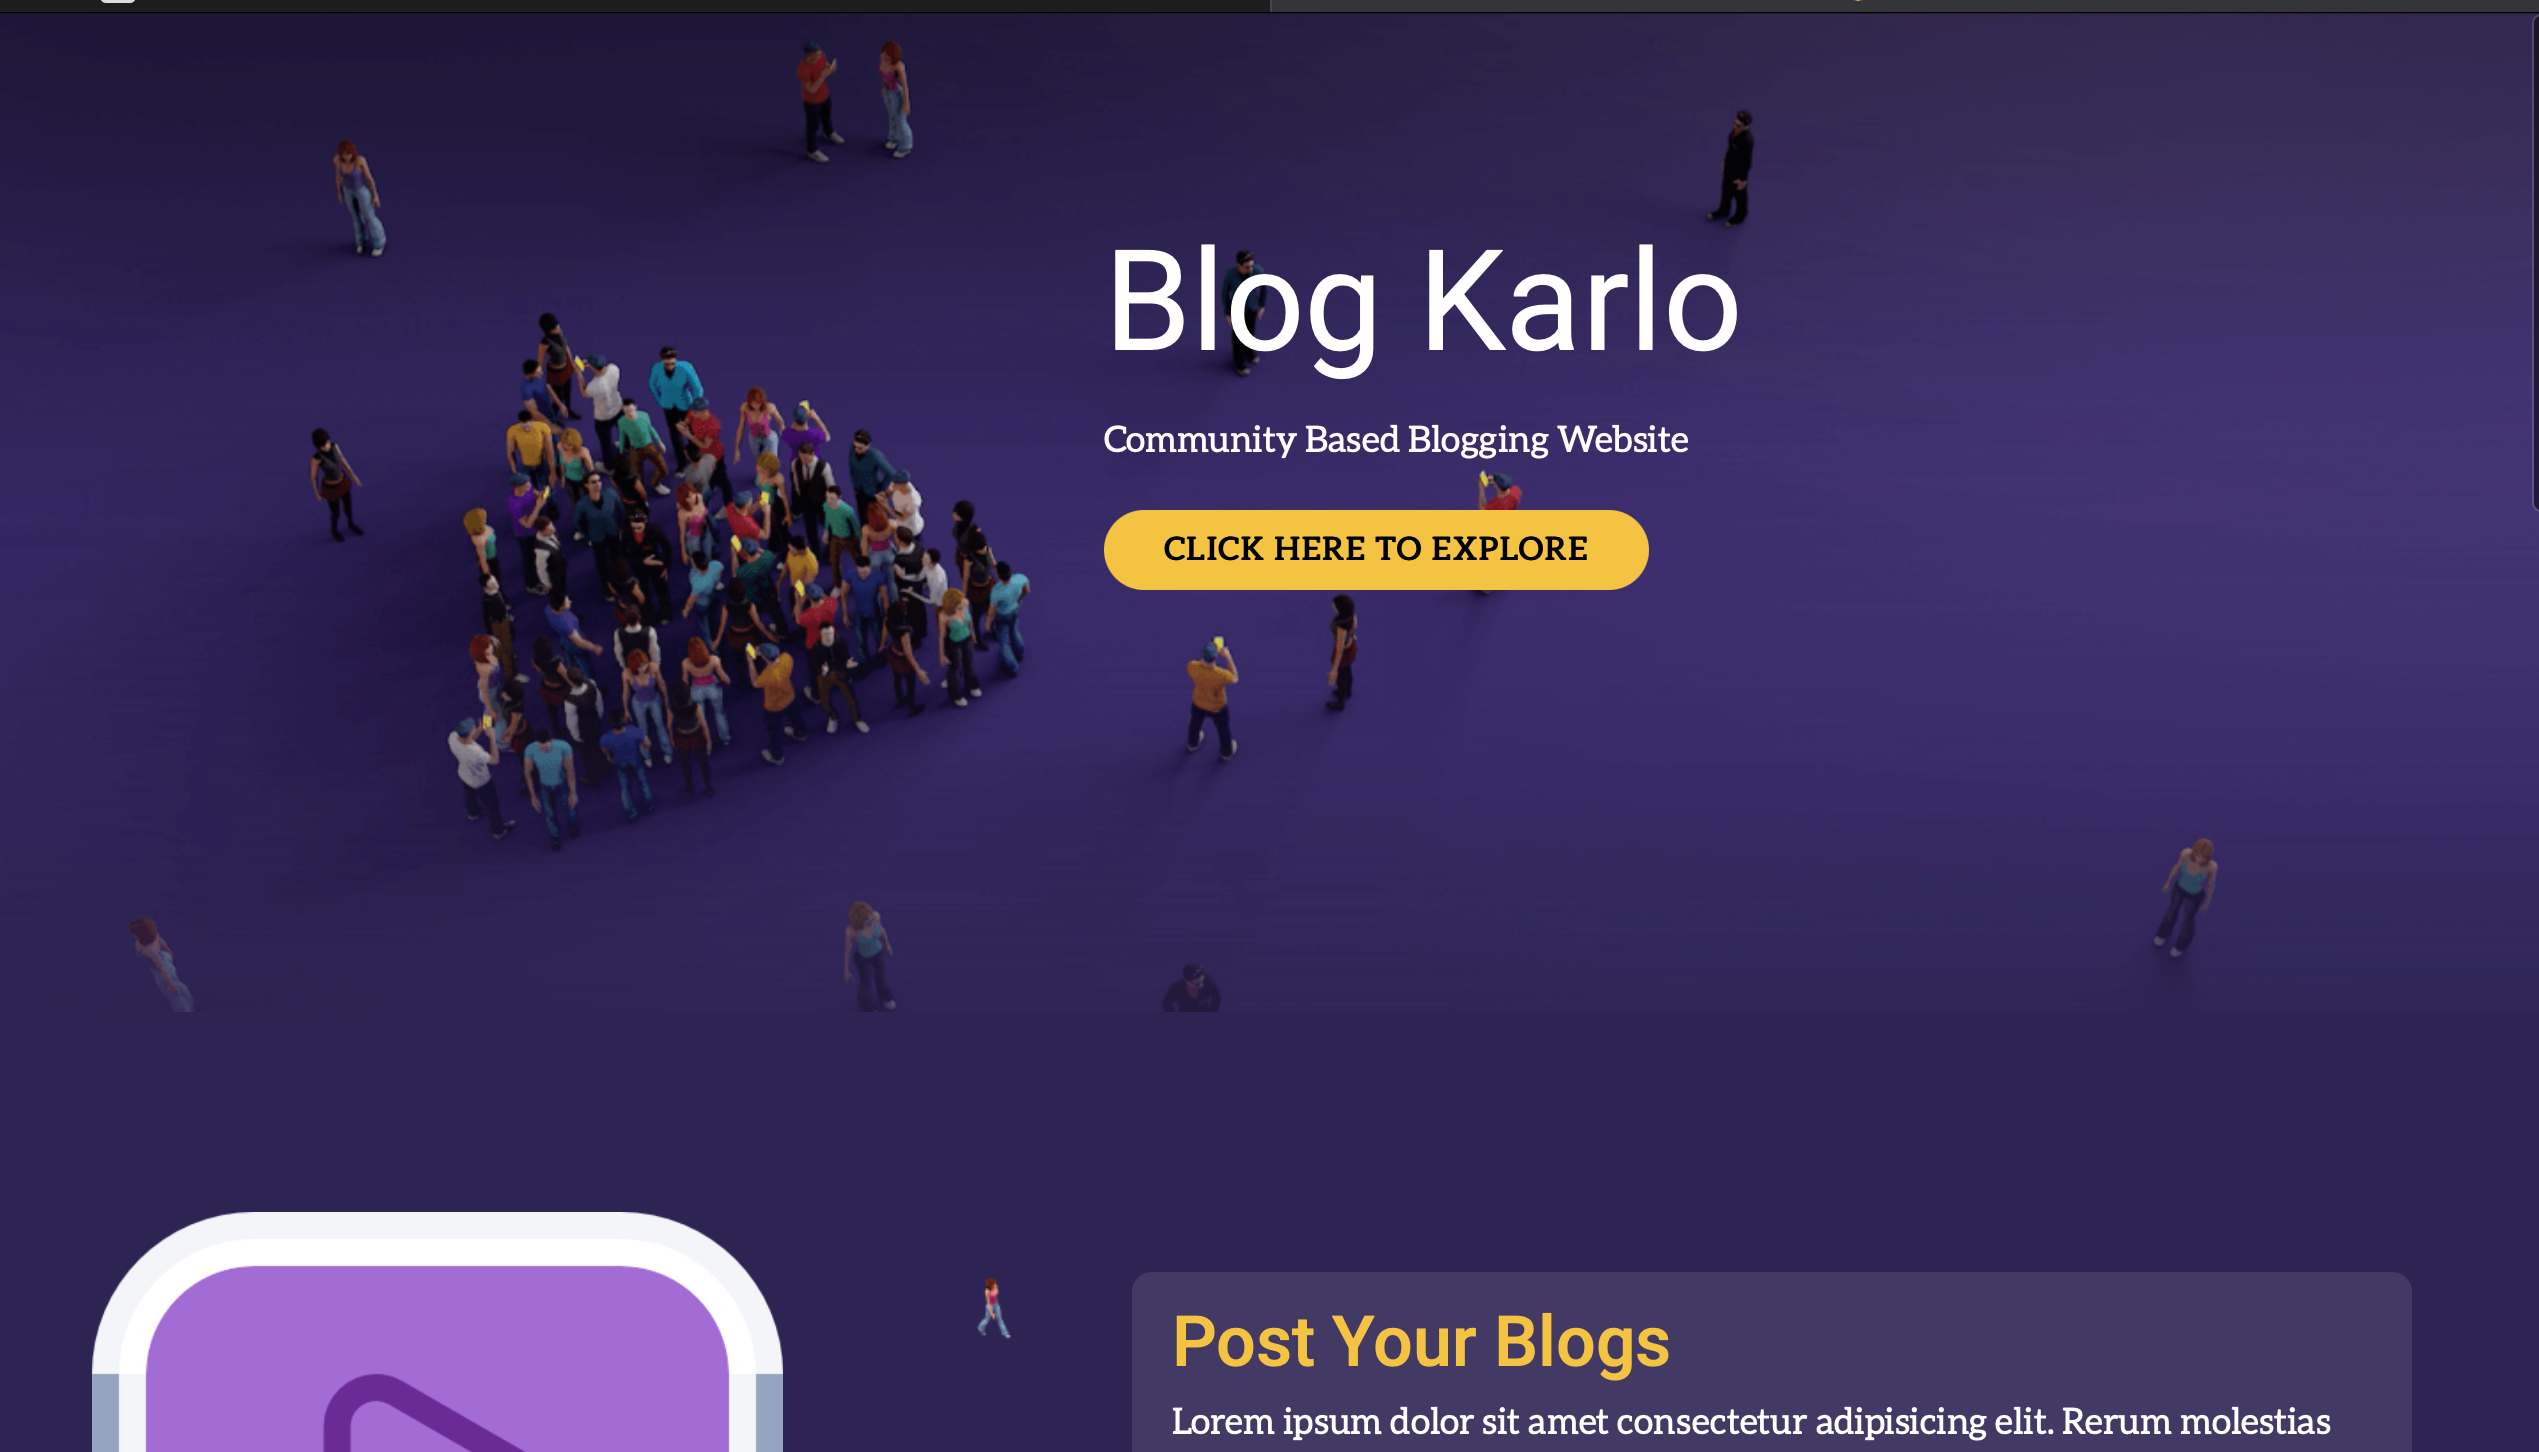 Blog Karlo
Community Based Blogging Website
CLICK HERE TO EXPLORE
Post Your Blogs
Lorem ipsum dolor sit amet consectetur adipisicing elit. Rerum molestias